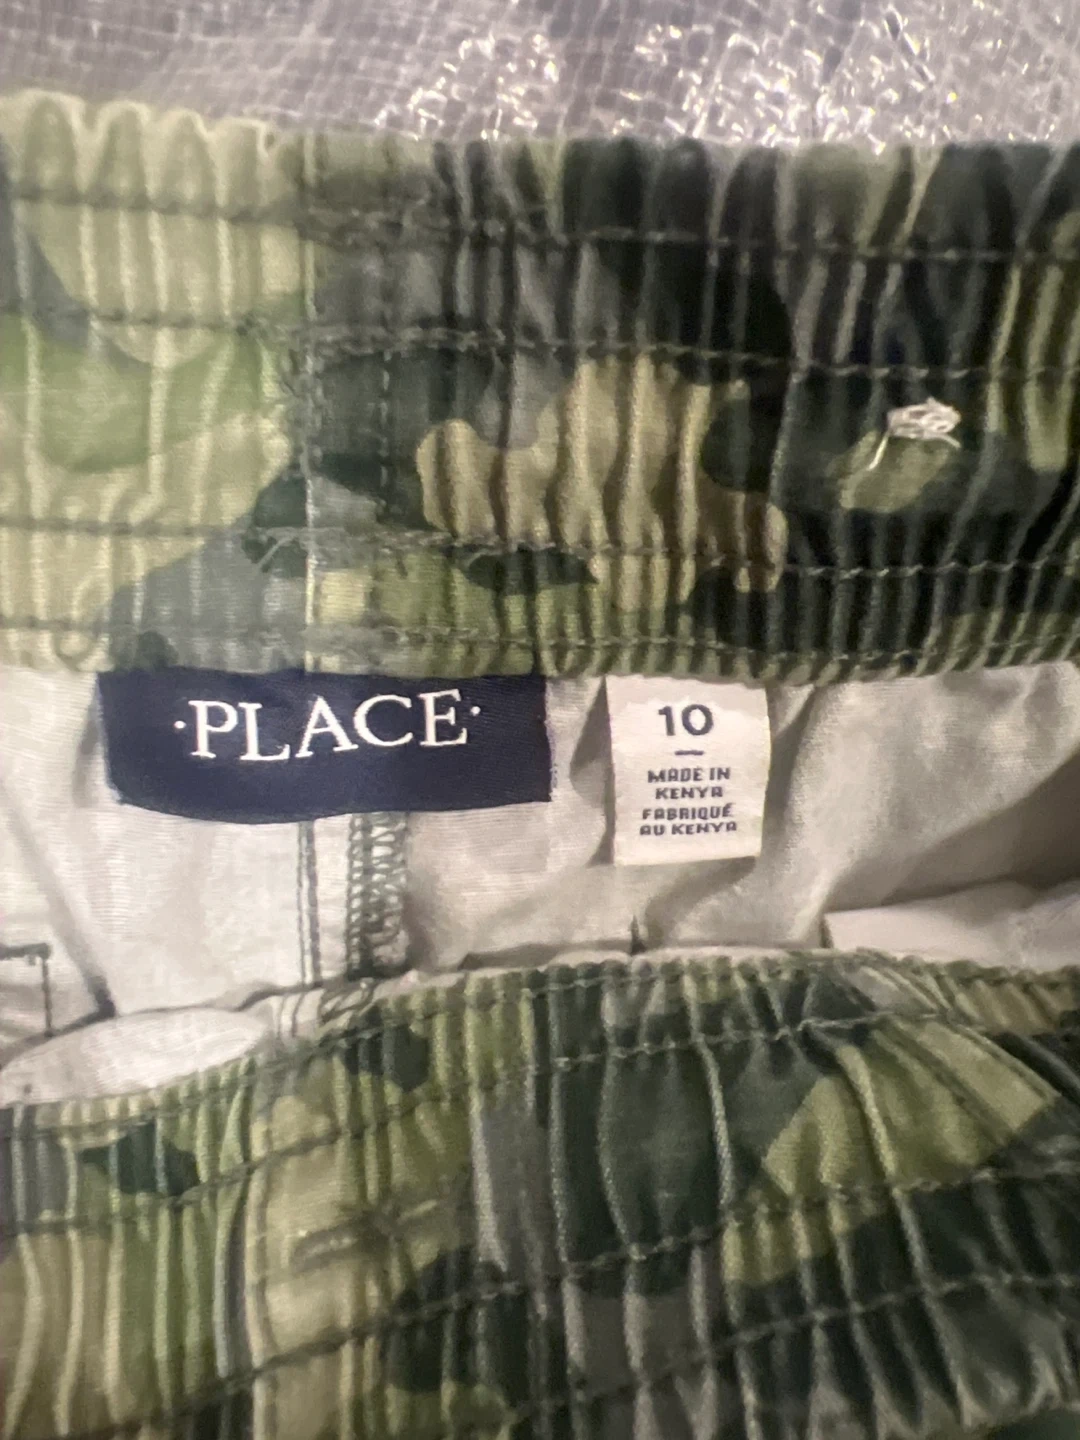 ·PLACE·
10
MADE IN
KENYA
FABRIQUÉ
AU KENYA